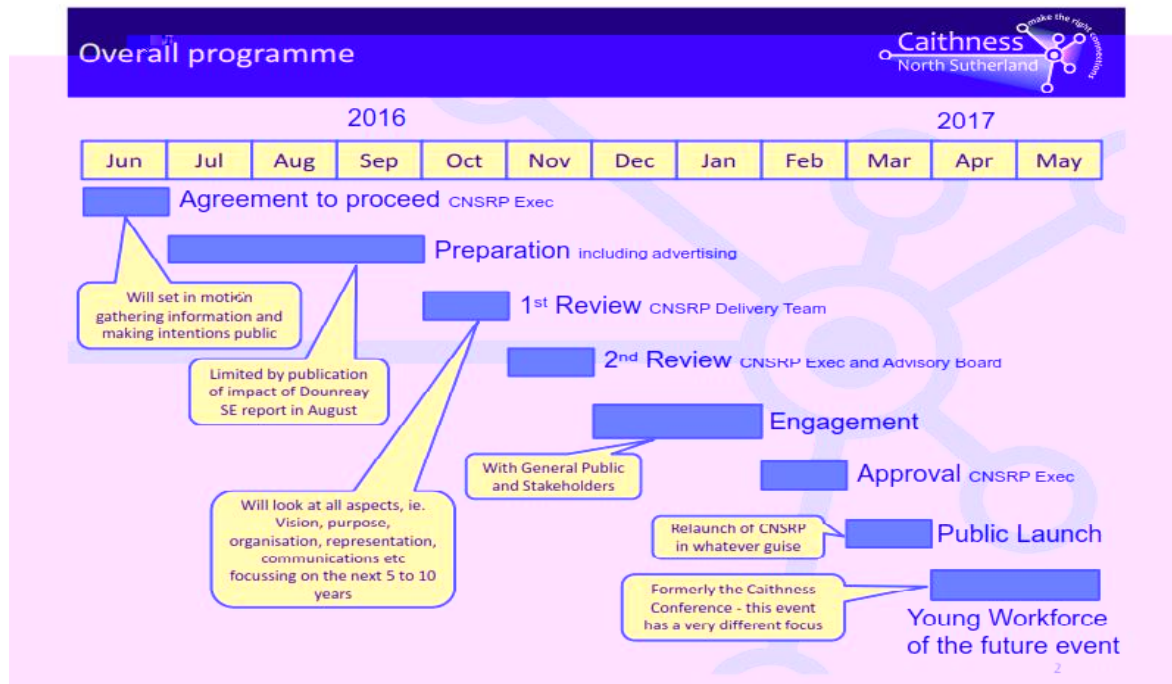 Overall programme
make the right connections
Caithness
North Sutherland
2016
2017
Jun Jul Aug Sep Oct Nov Dec Jan Feb Mar Apr May
Agreement to proceed CNSRP Exec
Preparation including advertising
Will set in motion
gathering information and
making intentions public
1st Review CNSRP Delivery Team
Limited by publication
of impact of Dounreay
SE report in August
2nd Review CNSRP Exec and Advisory Board
Engagement
With General Public
and Stakeholders
Approval CNSRP Exec
Will look at all aspects, ie.
Vision, purpose,
organisation, representation,
communications etc
focussing on the next 5 to 10
years
Relaunch of CNSRP
in whatever guise
Public Launch
Formerly the Caithness
Conference - this event
has a very different focus
Young Workforce
of the future event
2